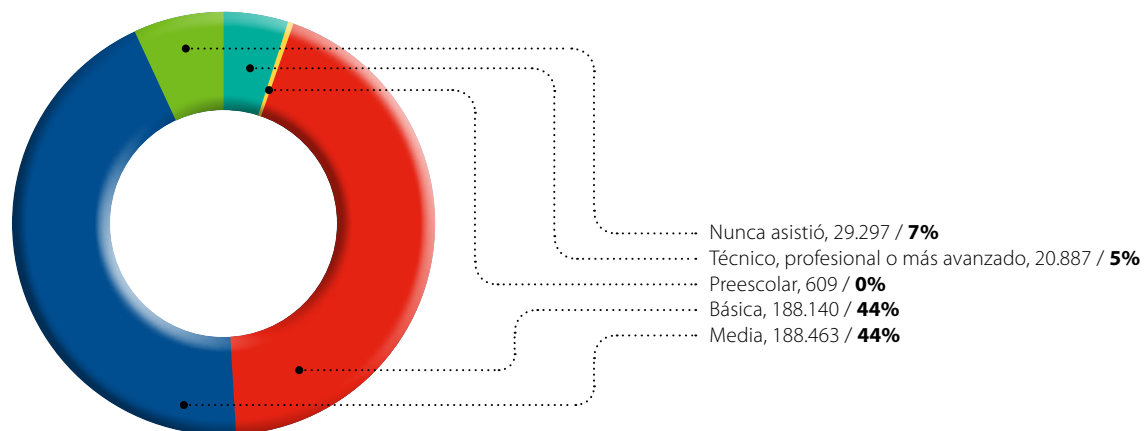 Nunca asistió, 29.297 / 7%
Técnico, profesional o más avanzado, 20.887 / 5%
Preescolar, 609 / 0%
Básica, 188.140 / 44%
Media, 188.463 / 44%